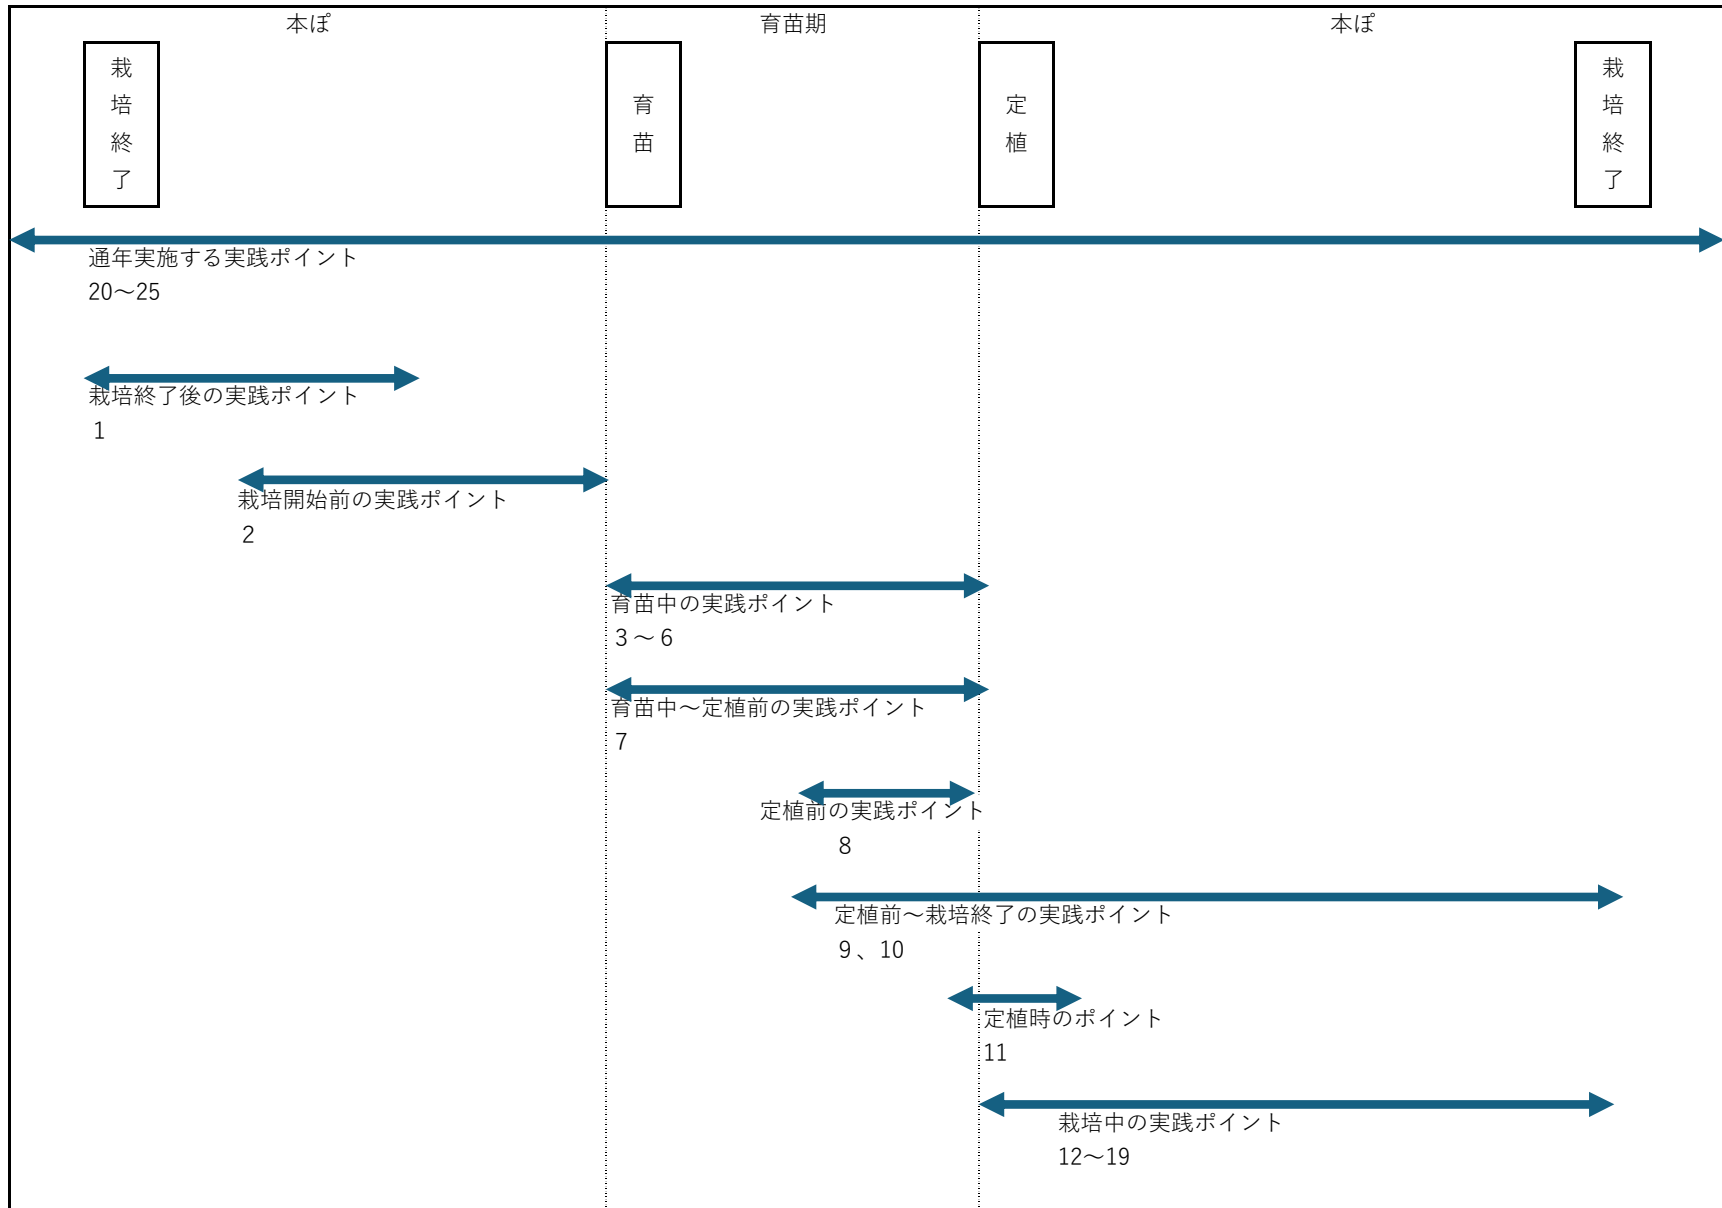 本ぽ
育苗期
本ぽ
栽培終了
育苗
定植
栽培終了
通年実施する実践ポイント
20～25
栽培終了後の実践ポイント
1
栽培開始前の実践ポイント
2
育苗中の実践ポイント
3～6
育苗中～定植前の実践ポイント
7
定植前の実践ポイント
8
定植前～栽培終了の実践ポイント
9、10
定植時のポイント
11
栽培中の実践ポイント
12～19